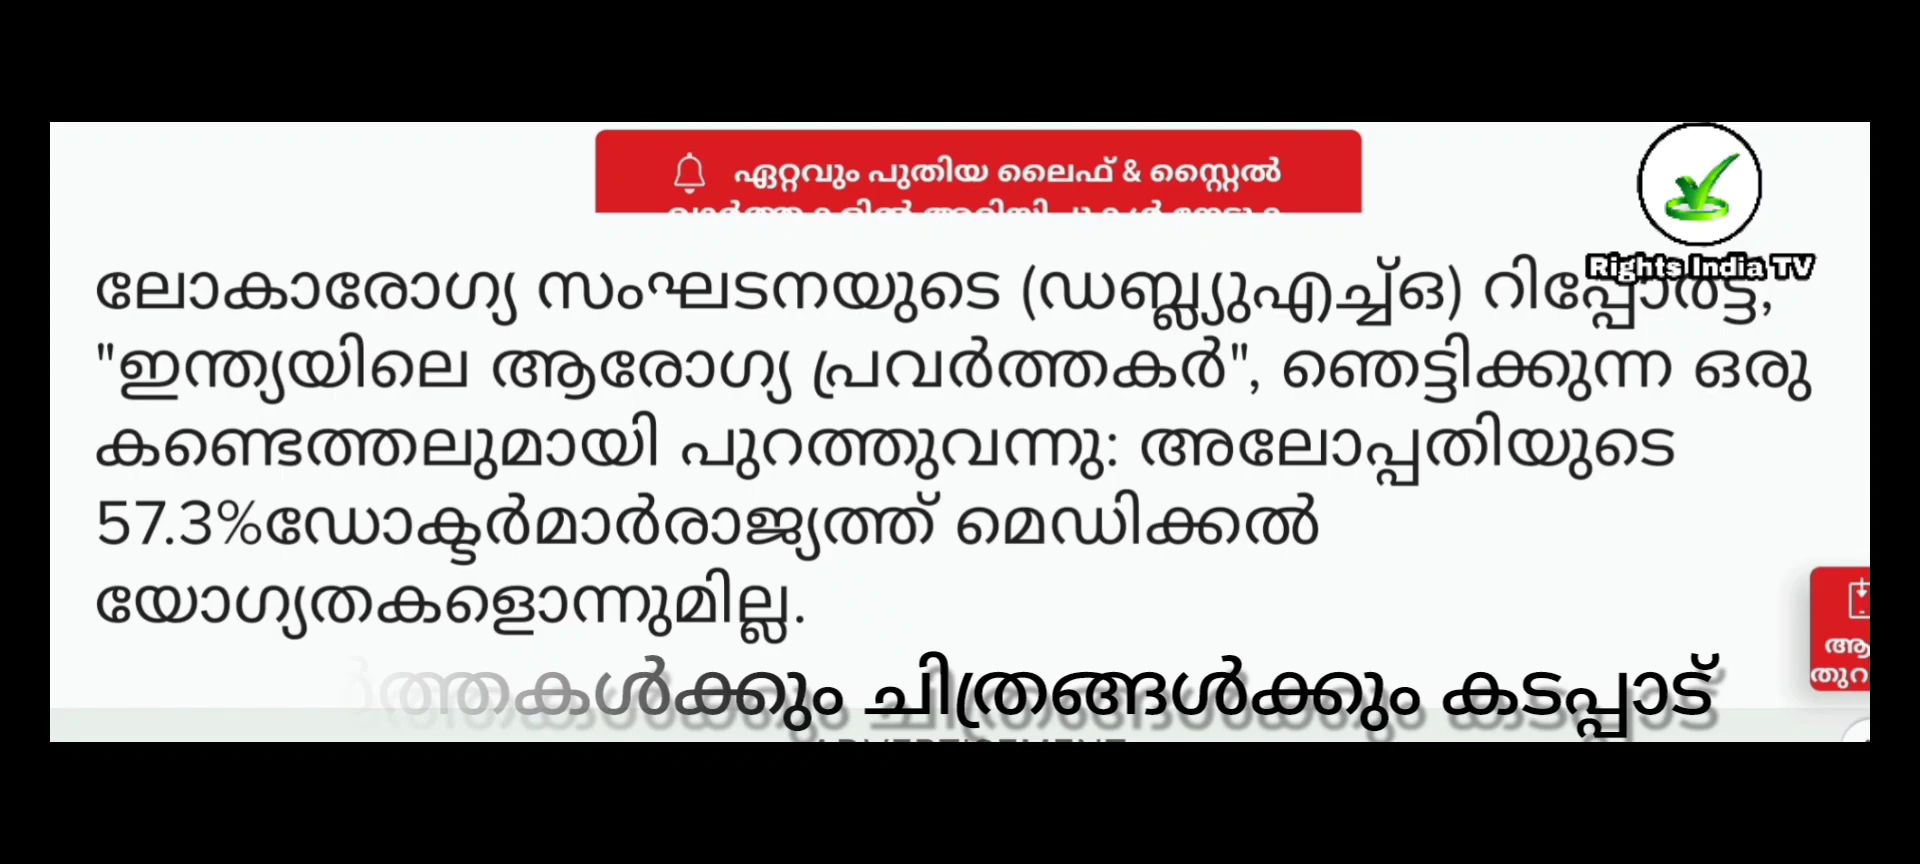 ഏറ്റവും പുതിയ ലൈഫ് & സ്റ്റൈൽ
Rights India TV
ലോകാരോഗ്യ സംഘടനയുടെ (ഡബ്ല്യുഎച്ച്ഒ) റിപ്പോർട്ട്,
"ഇന്ത്യയിലെ ആരോഗ്യ പ്രവർത്തകർ", ഞെട്ടിക്കുന്ന ഒരു
കണ്ടെത്തലുമായി പുറത്തുവന്നു: അലോപ്പതിയുടെ
57.3%ഡോക്ടർമാർരാജ്യത്ത് മെഡിക്കൽ
യോഗ്യതകളൊന്നുമില്ല.
ചിത്രങ്ങൾക്കും കടപ്പാട്